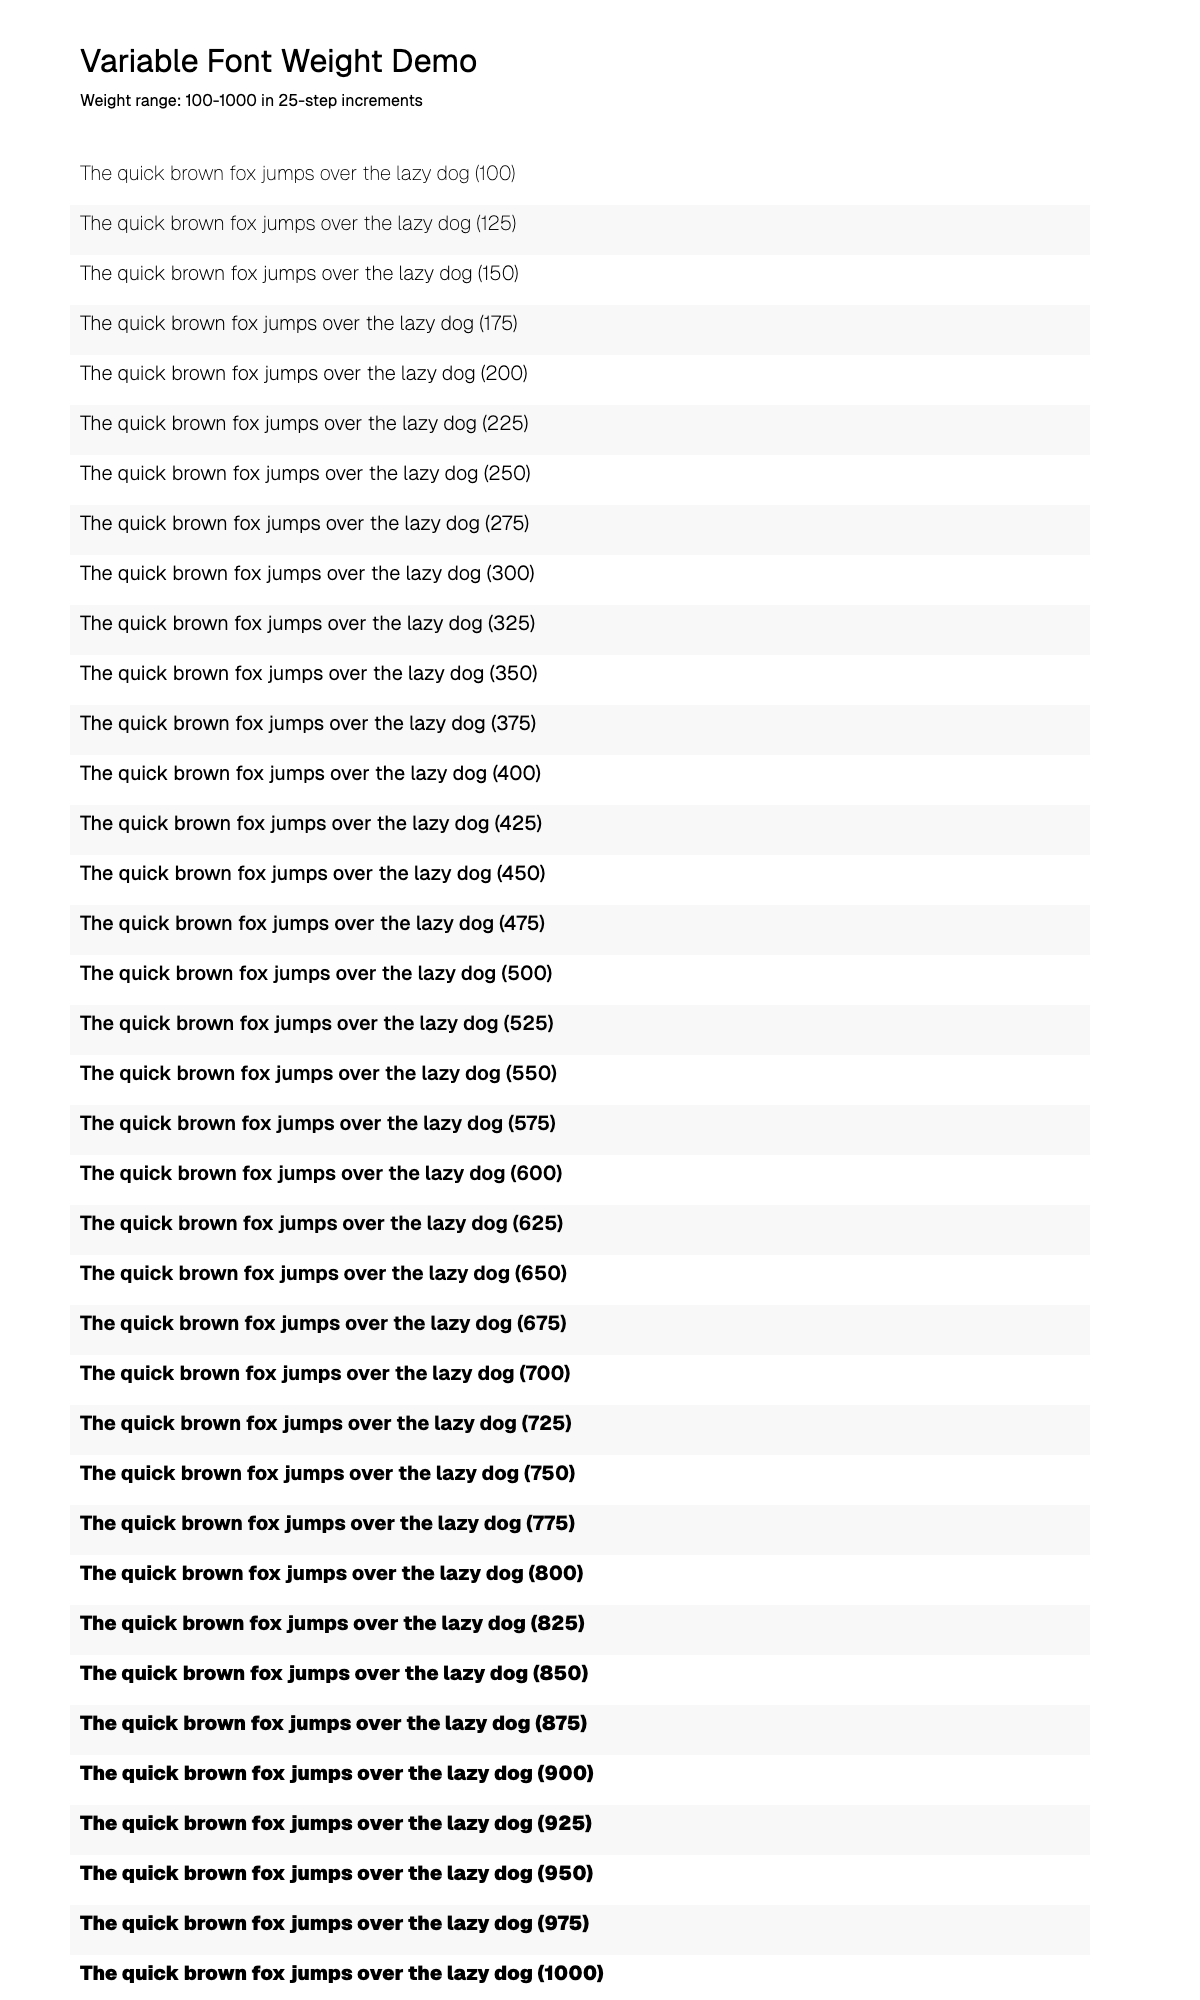 Variable Font Weight Demo
Weight range: 100-1000 in 25-step increments
The quick brown fox jumps over the lazy dog (100)
The quick brown fox jumps over the lazy dog (125)
The quick brown fox jumps over the lazy dog (150)
The quick brown fox jumps over the lazy dog (175)
The quick brown fox jumps over the lazy dog (200)
The quick brown fox jumps over the lazy dog (225)
The quick brown fox jumps over the lazy dog (250)
The quick brown fox jumps over the lazy dog (275)
The quick brown fox jumps over the lazy dog (300)
The quick brown fox jumps over the lazy dog (325)
The quick brown fox jumps over the lazy dog (350)
The quick brown fox jumps over the lazy dog (375)
The quick brown fox jumps over the lazy dog (400)
The quick brown fox jumps over the lazy dog (425)
The quick brown fox jumps over the lazy dog (450)
The quick brown fox jumps over the lazy dog (475)
The quick brown fox jumps over the lazy dog (500)
The quick brown fox jumps over the lazy dog (525)
The quick brown fox jumps over the lazy dog (550)
The quick brown fox jumps over the lazy dog (575)
The quick brown fox jumps over the lazy dog (600)
The quick brown fox jumps over the lazy dog (625)
The quick brown fox jumps over the lazy dog (650)
The quick brown fox jumps over the lazy dog (675)
The quick brown fox jumps over the lazy dog (700)
The quick brown fox jumps over the lazy dog (725)
The quick brown fox jumps over the lazy dog (750)
The quick brown fox jumps over the lazy dog (775)
The quick brown fox jumps over the lazy dog (800)
The quick brown fox jumps over the lazy dog (825)
The quick brown fox jumps over the lazy dog (850)
The quick brown fox jumps over the lazy dog (875)
The quick brown fox jumps over the lazy dog (900)
The quick brown fox jumps over the lazy dog (925)
The quick brown fox jumps over the lazy dog (950)
The quick brown fox jumps over the lazy dog (975)
The quick brown fox jumps over the lazy dog (1000)